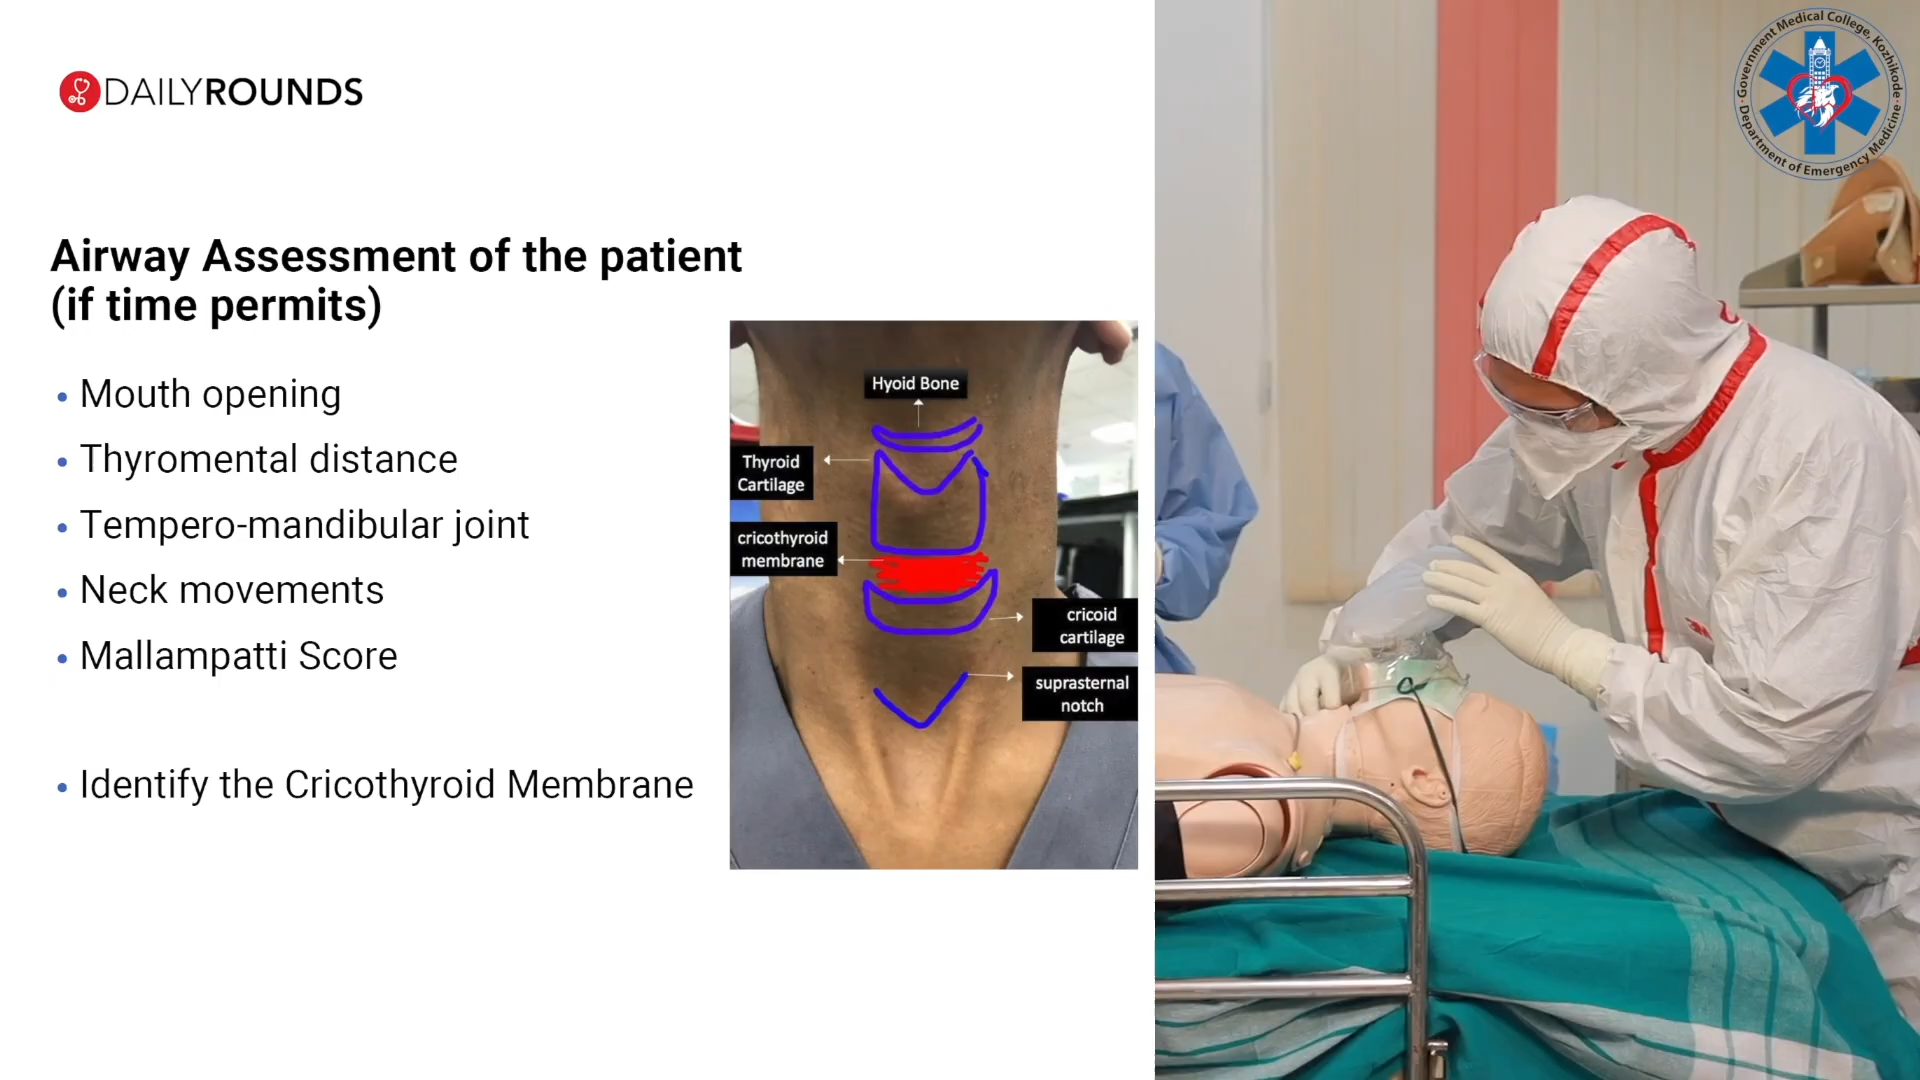 DAILYROUNDS
Government Medical College, Kozhikode
Department of Emergency Medicine
Airway Assessment of the patient
(if time permits)
• Mouth opening
• Thyromental distance
• Tempero-mandibular joint
• Neck movements
• Mallampatti Score
• Identify the Cricothyroid Membrane
Hyoid Bone
Thyroid
Cartilage
cricothyroid
membrane
cricoid
cartilage
suprasternal
notch